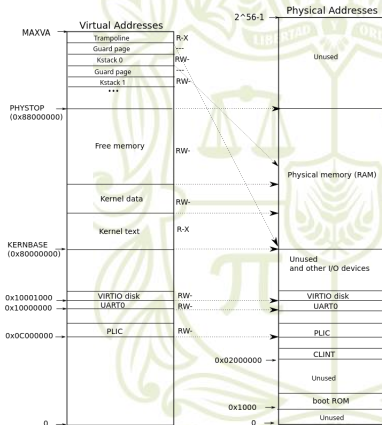 Virtual Addresses
MAXVA
Trampoline
R-X
Guard page
---
Kstack 0
RW-
Guard page
---
Kstack 1
RW-
...
PHYSTOP
(0x88000000)
Free memory
RW-
Kernel data
RW-
Kernel text
R-X
KERNBASE
(0x80000000)
0x10001000
VIRTIO disk
RW-
0x10000000
UART0
RW-
0x0C000000
PLIC
RW-
0
Physical Addresses
2^56-1
LIBERTAD
Unused
Physical memory (RAM)
Unused
and other I/O devices
VIRTIO disk
UART0
PLIC
CLINT
0x02000000
Unused
boot ROM
0x1000
Unused
0